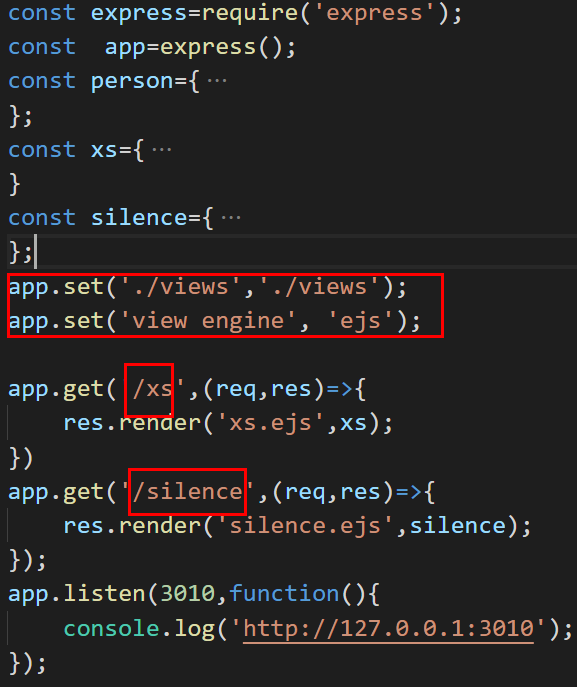 const express=require('express');
const  app=express();
const person={ ...
};
const xs={ ...
}
const silence={ ...
};
app.set('./views','./views');
app.set('view engine', 'ejs');
app.get( /xs',(req,res)=>{
    res.render('xs.ejs',xs);
})
app.get('/silence',(req,res)=>{
    res.render('silence.ejs',silence);
});
app.listen(3010,function(){
    console.log('http://127.0.0.1:3010');
});